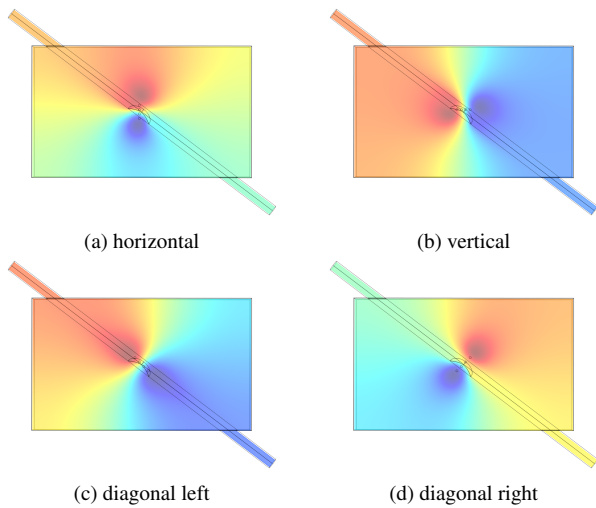 (a) horizontal
(b) vertical
(c) diagonal left
(d) diagonal right